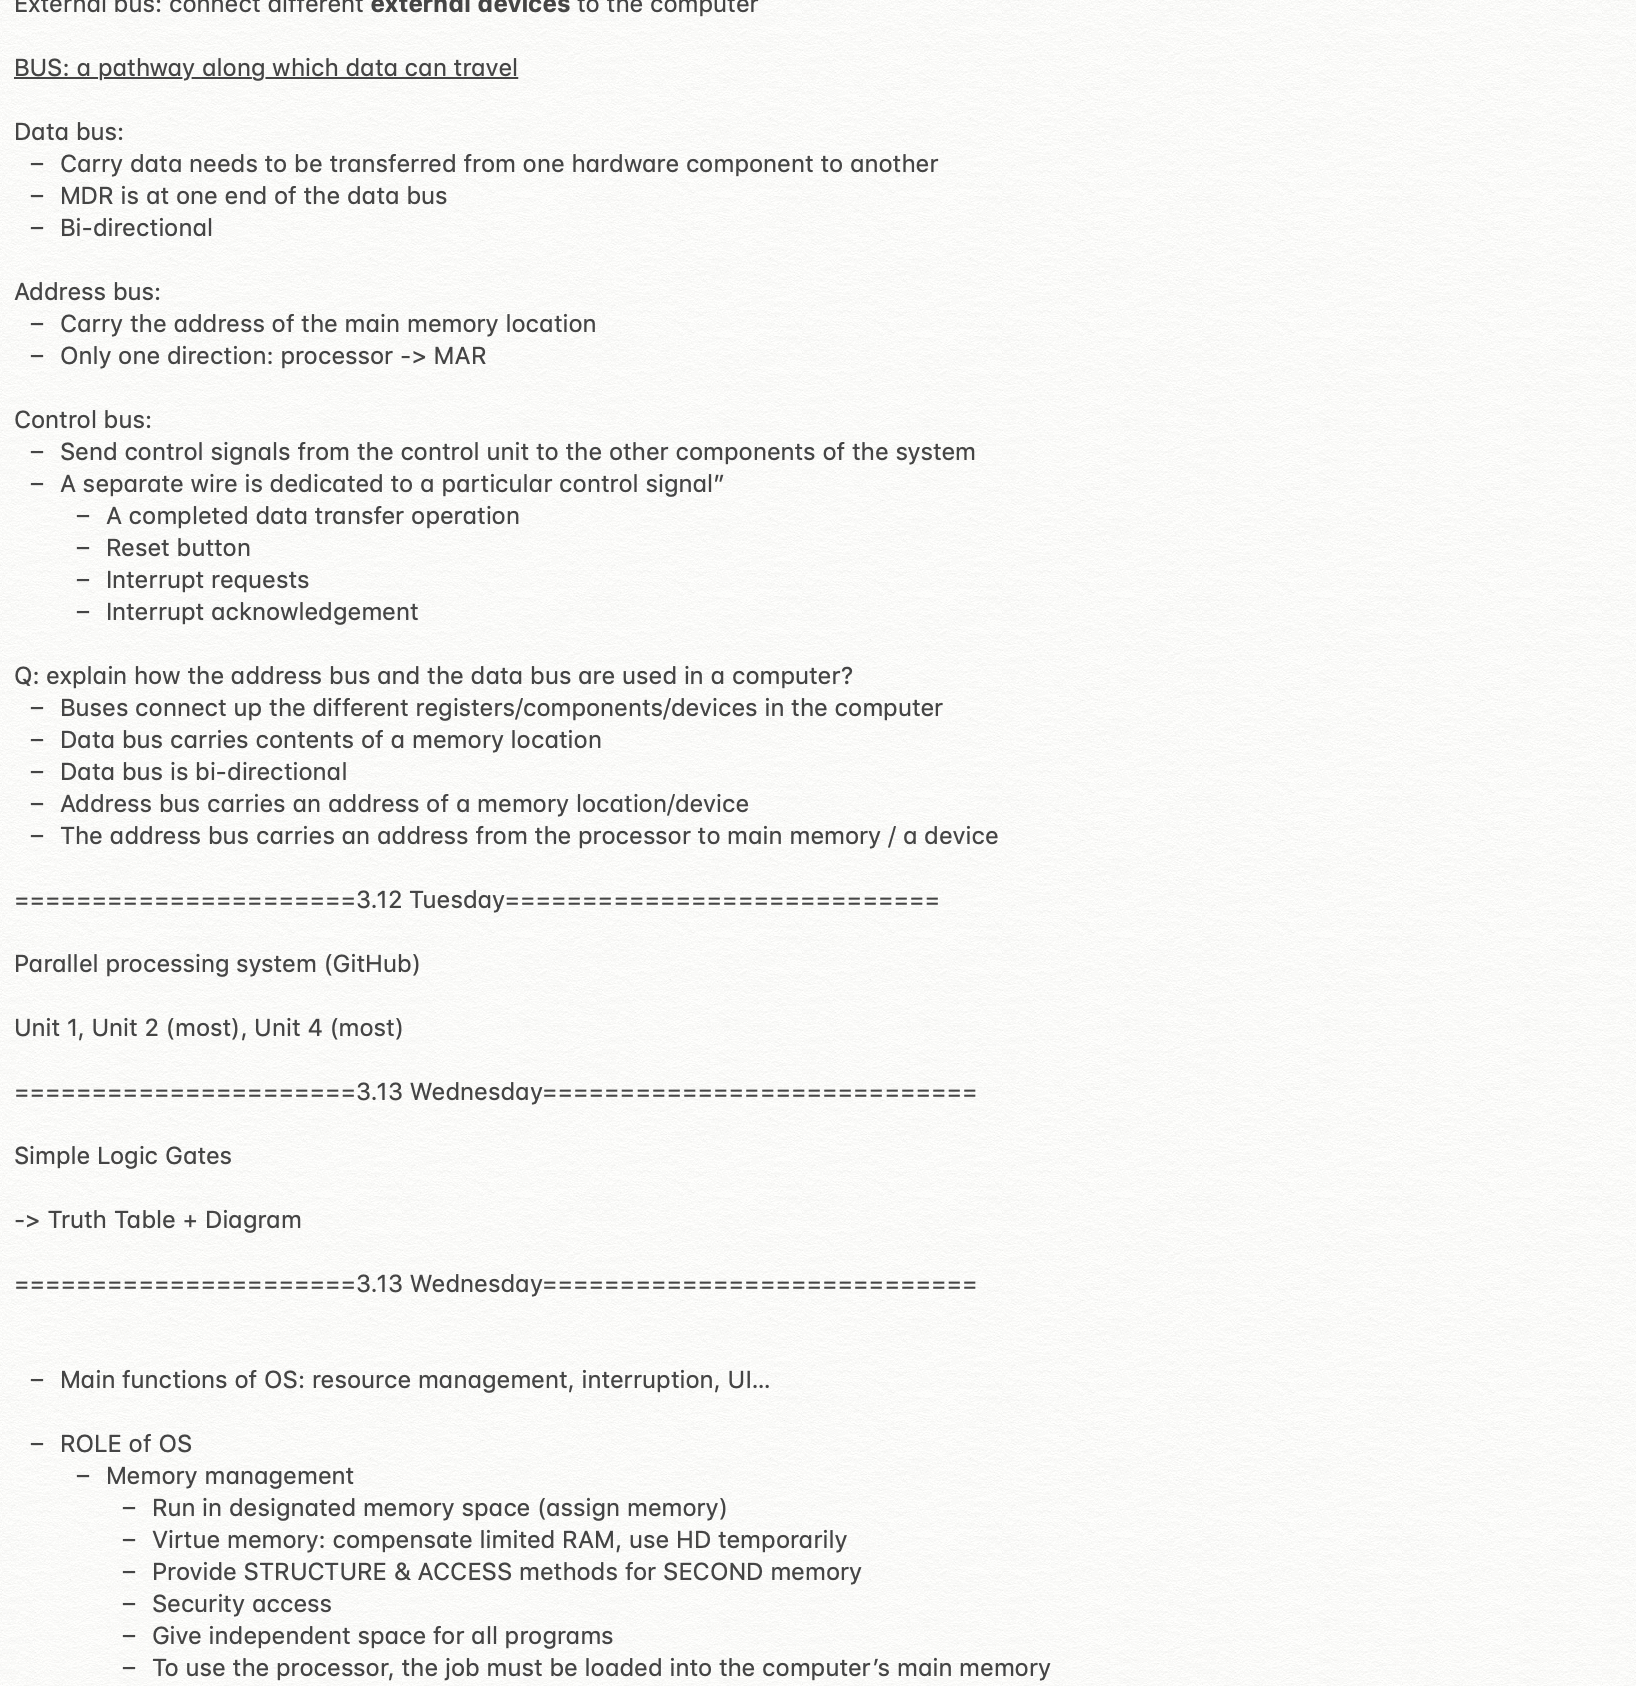 External bus: connect different external devices to the computer
BUS: a pathway along which data can travel
Data bus:
– Carry data needs to be transferred from one hardware component to another
– MDR is at one end of the data bus
– Bi-directional
Address bus:
– Carry the address of the main memory location
– Only one direction: processor -> MAR
Control bus:
– Send control signals from the control unit to the other components of the system
– A separate wire is dedicated to a particular control signal”
– A completed data transfer operation
– Reset button
– Interrupt requests
– Interrupt acknowledgement
Q: explain how the address bus and the data bus are used in a computer?
– Buses connect up the different registers/components/devices in the computer
– Data bus carries contents of a memory location
– Data bus is bi-directional
– Address bus carries an address of a memory location/device
– The address bus carries an address from the processor to main memory / a device
======================3.12 Tuesday============================
Parallel processing system (GitHub)
Unit 1, Unit 2 (most), Unit 4 (most)
======================3.13 Wednesday============================
Simple Logic Gates
-> Truth Table + Diagram
======================3.13 Wednesday============================
– Main functions of OS: resource management, interruption, UI...
– ROLE of OS
– Memory management
– Run in designated memory space (assign memory)
– Virtue memory: compensate limited RAM, use HD temporarily
– Provide STRUCTURE & ACCESS methods for SECOND memory
– Security access
– Give independent space for all programs
– To use the processor, the job must be loaded into the computer’s main memory